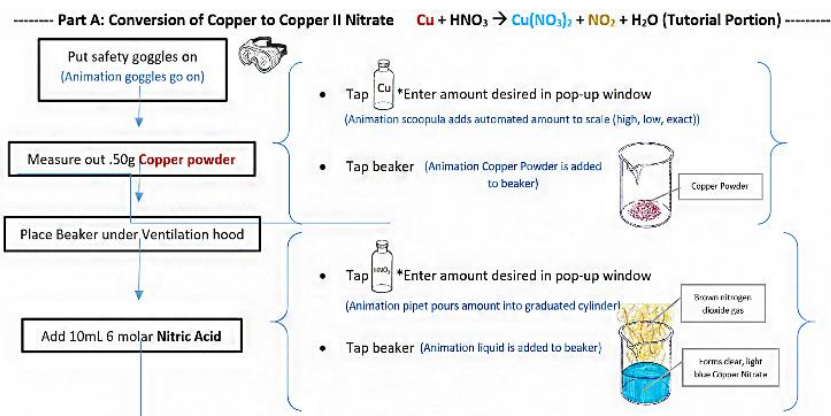 -------- Part A: Conversion of Copper to Copper II Nitrate Cu + HNO₃ → Cu(NO₃)₂ + NO₂ + H₂O (Tutorial Portion) ---------
Put safety goggles on
(Animation goggles go on)
Tap Cu *Enter amount desired in pop-up window
(Animation scoopula adds automated amount to scale (high, low, exact))
Measure out .50g Copper powder
Tap beaker (Animation Copper Powder is added
to beaker)
Copper Powder
Place Beaker under Ventilation hood
Tap HNO₃ *Enter amount desired in pop-up window
(Animation pipet pours amount into graduated cylinder)
Brown nitrogen
dioxide gas
Add 10mL 6 molar Nitric Acid
Tap beaker (Animation liquid is added to beaker)
Forms clear, light
blue Copper Nitrate